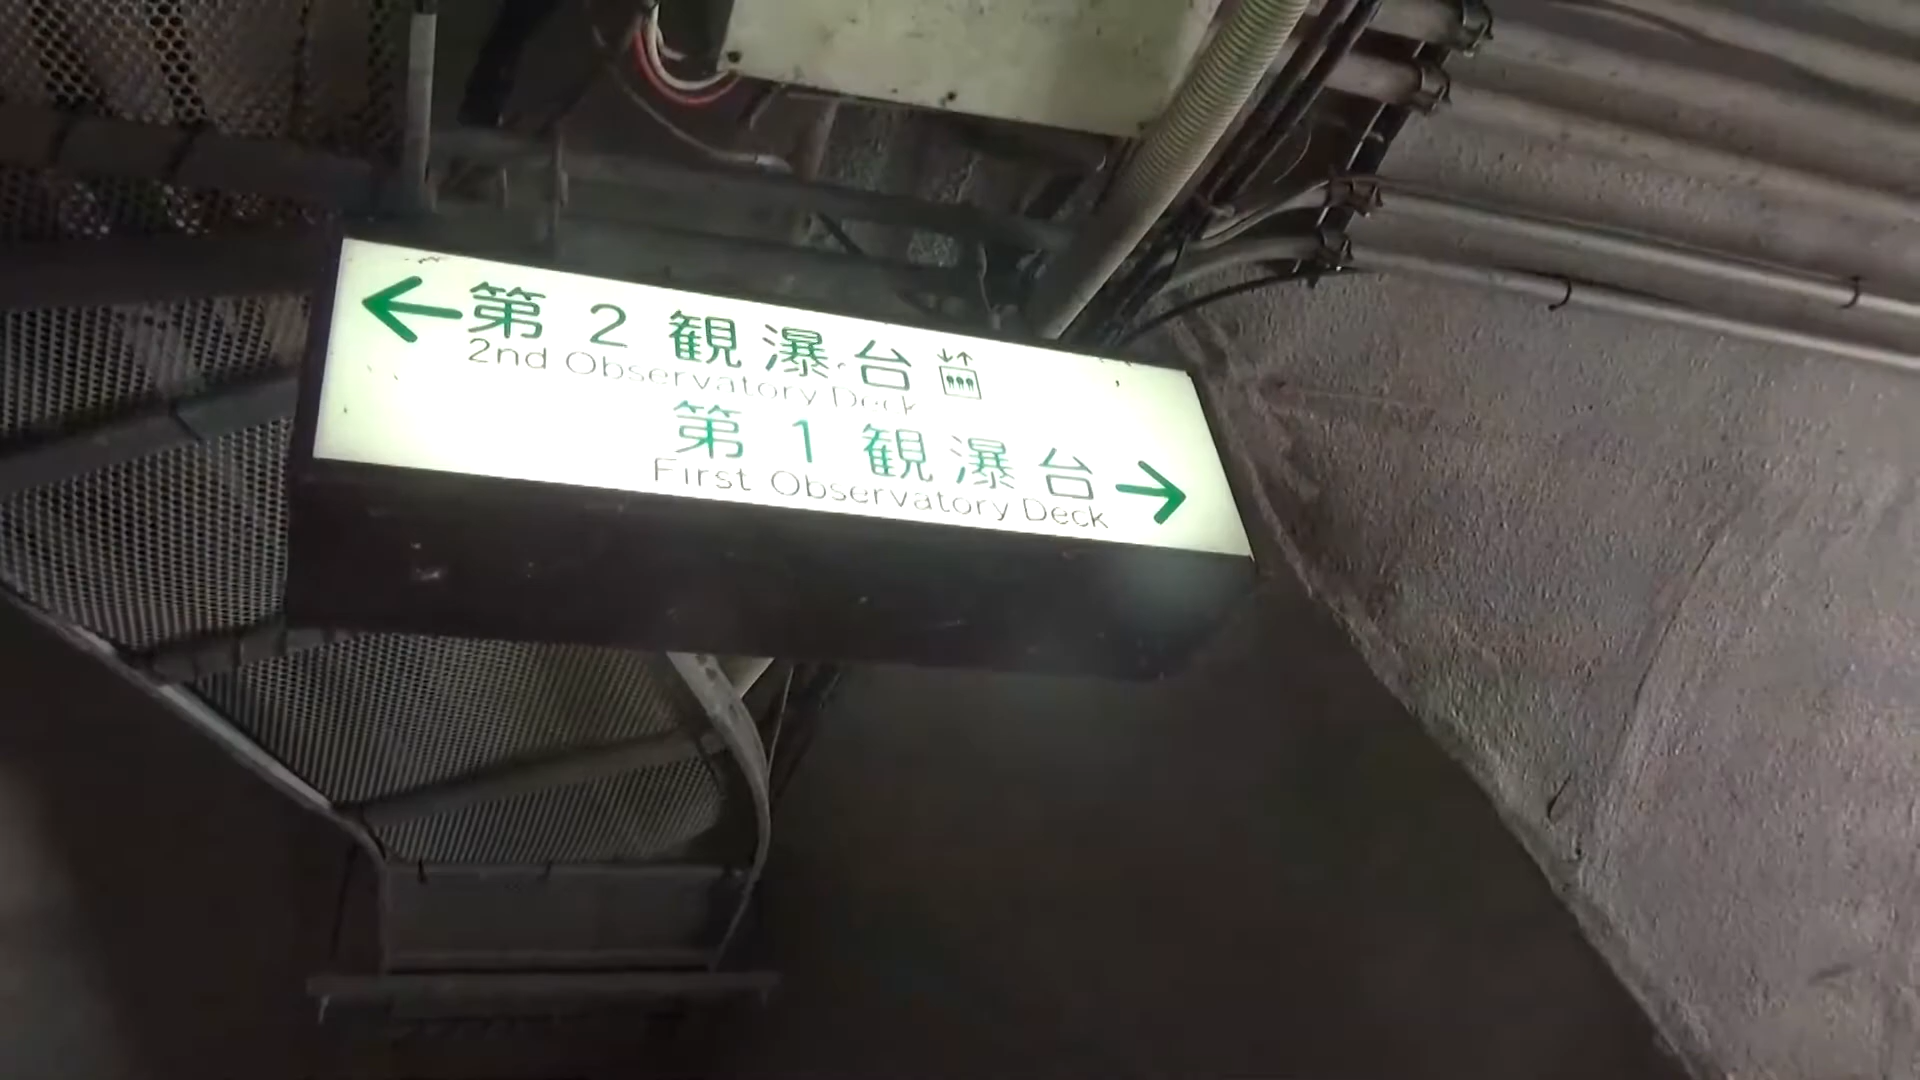 ← 第2観瀑台
2nd Observatory Deck
第1観瀑台 →
First Observatory Deck